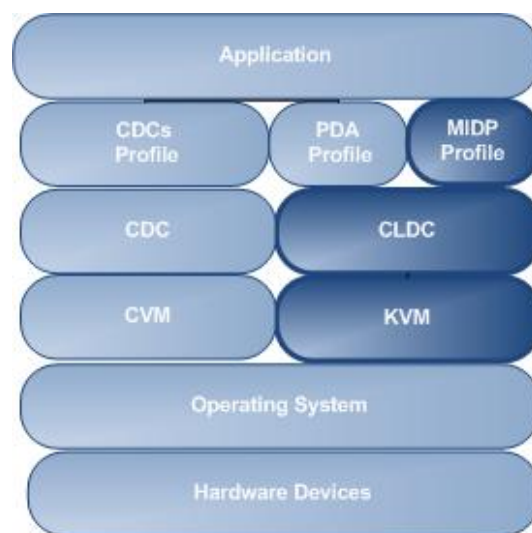 Application
CDCs
Profile
PDA
Profile
MIDP
Profile
CDC
CLDC
CVM
KVM
Operating System
Hardware Devices